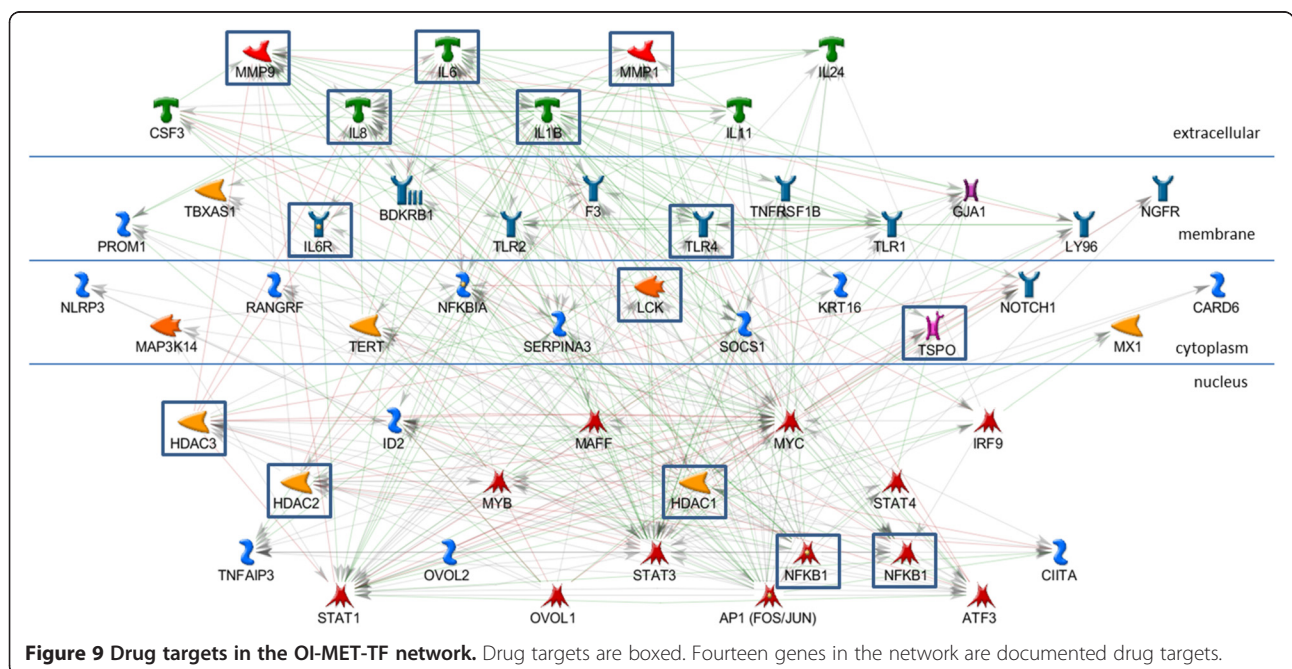 MMP9 IL6 MMP1 IL24
CSF3 IL8 IL1B IL11
extracellular
TBXAS1 BDKRB1 F3 TNFRSF1B GJA1 NGFR
PROM1 IL6R TLR2 TLR4 TLR1 LY96
membrane
NLRP3 RANGRF NFKBIA LCK KRT16 NOTCH1 CARD6
MAP3K14 TERT SERPINA3 SOCS1 TSPO MX1
cytoplasm
nucleus
HDAC3 ID2 MAFF MYC IRF9
HDAC2 MYB HDAC1 STAT4
TNFAIP3 OVOL2 STAT3 NFKB1 NFKB1 CIITA
STAT1 OVOL1 AP1 (FOS/JUN) ATF3
Figure 9 Drug targets in the OI-MET-TF network. Drug targets are boxed. Fourteen genes in the network are documented drug targets.